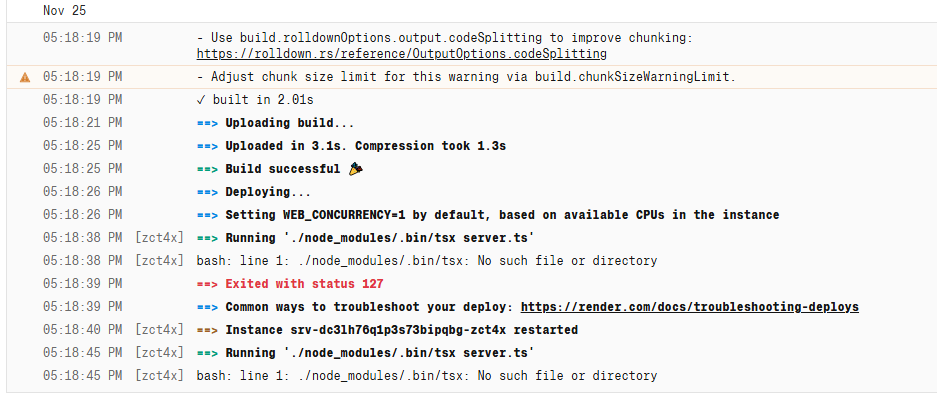 Nov 25
05:18:19 PM - Use build.rolldownOptions.output.codeSplitting to improve chunking:
https://rolldown.rs/reference/OutputOptions.codeSplitting
05:18:19 PM - Adjust chunk size limit for this warning via build.chunkSizeWarningLimit.
05:18:19 PM ✓ built in 2.01s
05:18:21 PM ==> Uploading build...
05:18:25 PM ==> Uploaded in 3.1s. Compression took 1.3s
05:18:25 PM ==> Build successful 🎉
05:18:26 PM ==> Deploying...
05:18:26 PM ==> Setting WEB_CONCURRENCY=1 by default, based on available CPUs in the instance
05:18:38 PM [zct4x] ==> Running './node_modules/.bin/tsx server.ts'
05:18:38 PM [zct4x] bash: line 1: ./node_modules/.bin/tsx: No such file or directory
05:18:39 PM ==> Exited with status 127
05:18:39 PM ==> Common ways to troubleshoot your deploy: https://render.com/docs/troubleshooting-deploys
05:18:40 PM [zct4x] ==> Instance srv-dc3lh76q1p3s73bipqbg-zct4x restarted
05:18:45 PM [zct4x] ==> Running './node_modules/.bin/tsx server.ts'
05:18:45 PM [zct4x] bash: line 1: ./node_modules/.bin/tsx: No such file or directory